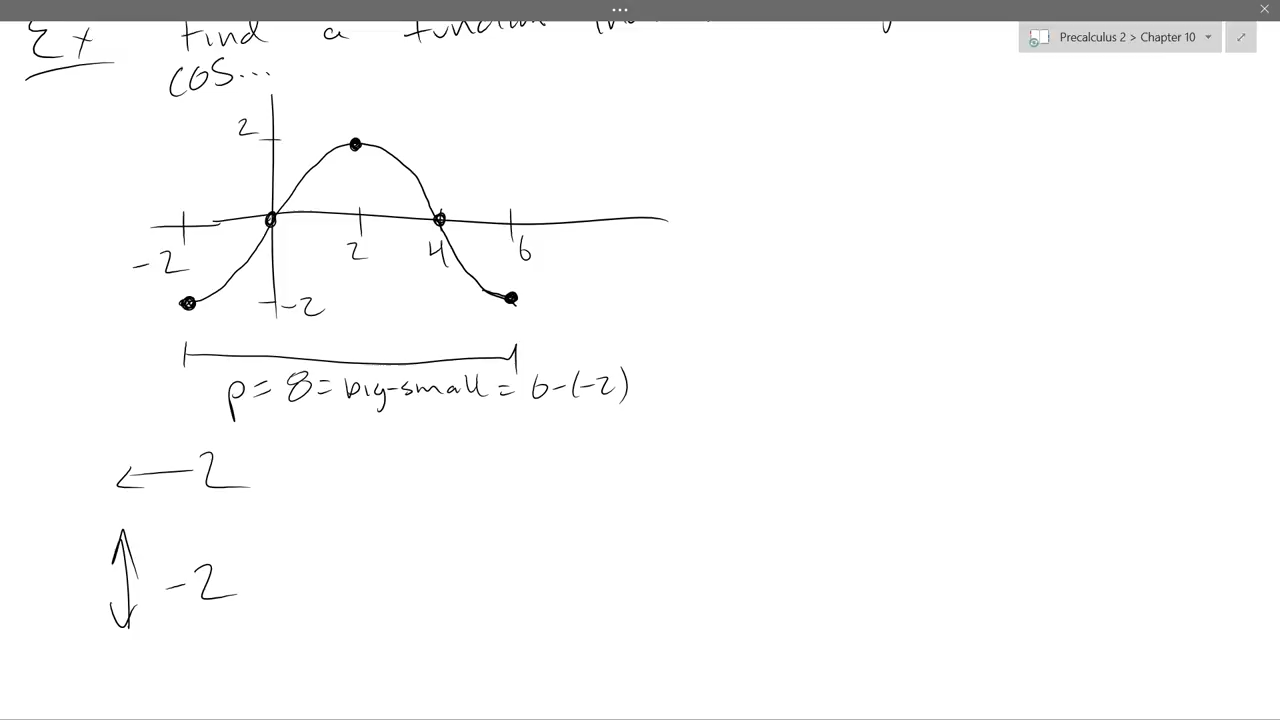 Precalculus 2 > Chapter 10
Ex Find a function
cos...
2
-2 2 4 6
-2
p = 8 = big-small = 6-(-2)
← 2
↕ -2